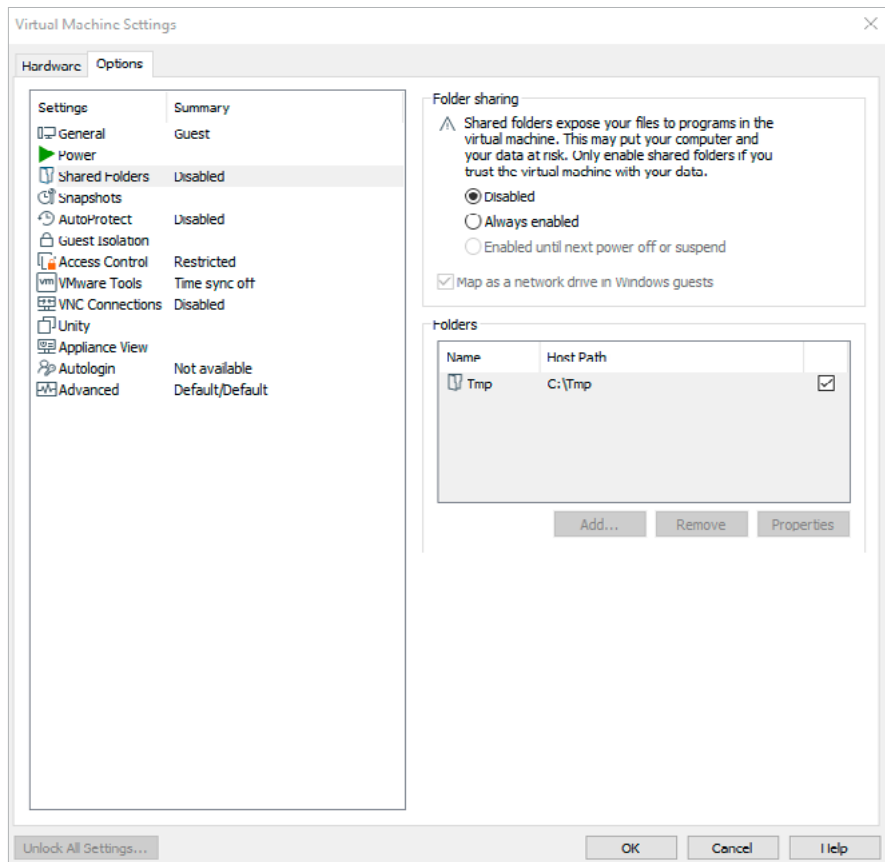 Virtual Machine Settings
Hardware Options
Settings Summary
General Guest
Power
Shared Folders Disabled
Snapshots
AutoProtect Disabled
Guest Isolation
Access Control Restricted
VMware Tools Time sync off
VNC Connections Disabled
Unity
Appliance View
Autologin Not available
Advanced Default/Default
Folder sharing
Shared folders expose your files to programs in the
virtual machine. This may put your computer and
your data at risk. Only enable shared folders if you
trust the virtual machine with your data.
Disabled
Always enabled
Enabled until next power off or suspend
Map as a network drive in Windows guests
Folders
Name Host Path
Tmp C:\Tmp
Add... Remove Properties
Unlock All Settings... OK Cancel Help